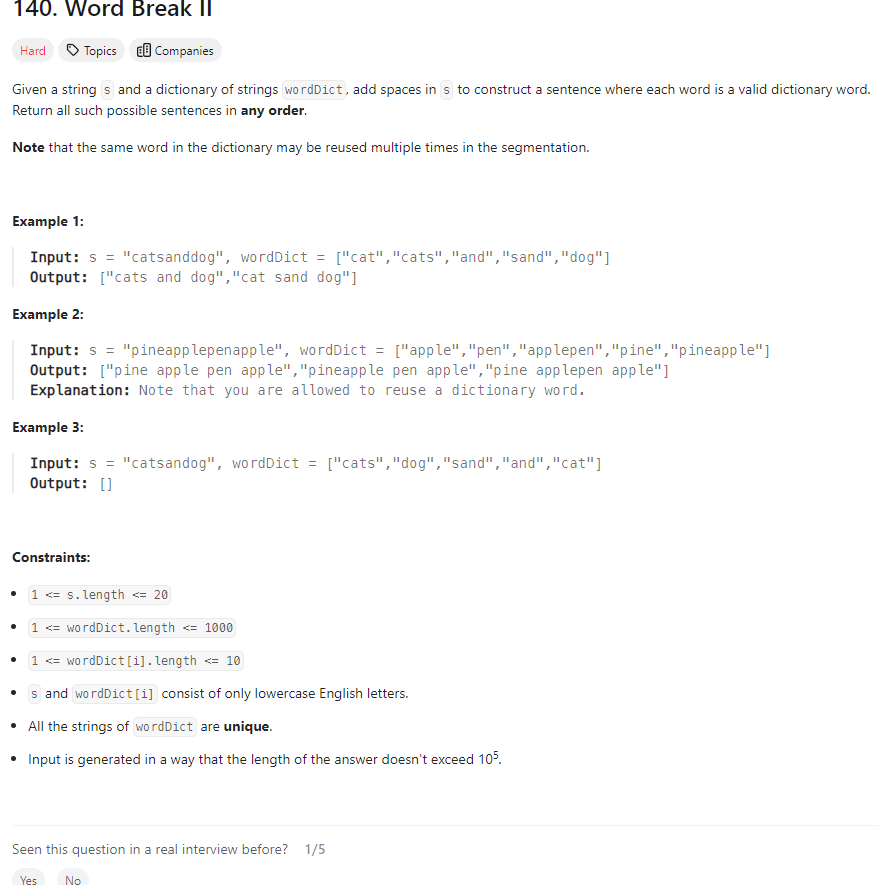 140. Word Break II
Hard Topics Companies
Given a string s and a dictionary of strings wordDict, add spaces in s to construct a sentence where each word is a valid dictionary word.
Return all such possible sentences in any order.
Note that the same word in the dictionary may be reused multiple times in the segmentation.
Example 1:
Input: s = "catsanddog", wordDict = ["cat","cats","and","sand","dog"]
Output: ["cats and dog","cat sand dog"]
Example 2:
Input: s = "pineapplepenapple", wordDict = ["apple","pen","applepen","pine","pineapple"]
Output: ["pine apple pen apple","pineapple pen apple","pine applepen apple"]
Explanation: Note that you are allowed to reuse a dictionary word.
Example 3:
Input: s = "catsandog", wordDict = ["cats","dog","sand","and","cat"]
Output: []
Constraints:
• 1 <= s.length <= 20
• 1 <= wordDict.length <= 1000
• 1 <= wordDict[i].length <= 10
• s and wordDict[i] consist of only lowercase English letters.
• All the strings of wordDict are unique.
• Input is generated in a way that the length of the answer doesn't exceed 10⁵.
Seen this question in a real interview before? 1/5
Yes No